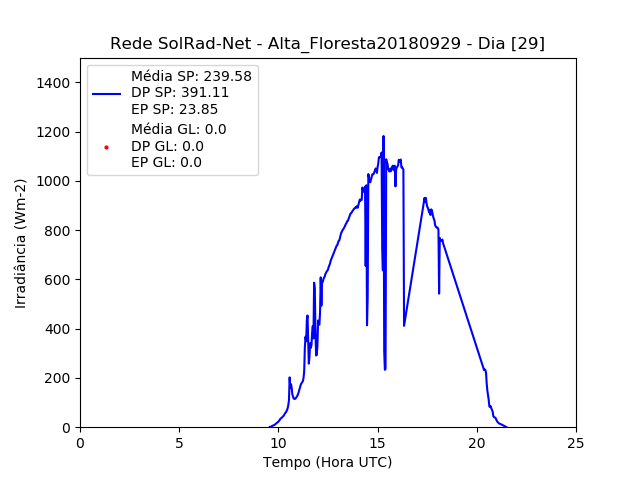 Rede SolRad-Net - Alta_Floresta20180929 - Dia [29]
Média SP: 239.58
DP SP: 391.11
EP SP: 23.85
Média GL: 0.0
DP GL: 0.0
EP GL: 0.0
1400
1200
1000
800
600
400
200
0
Irradiância (Wm-2)
0 5 10 15 20 25
Tempo (Hora UTC)